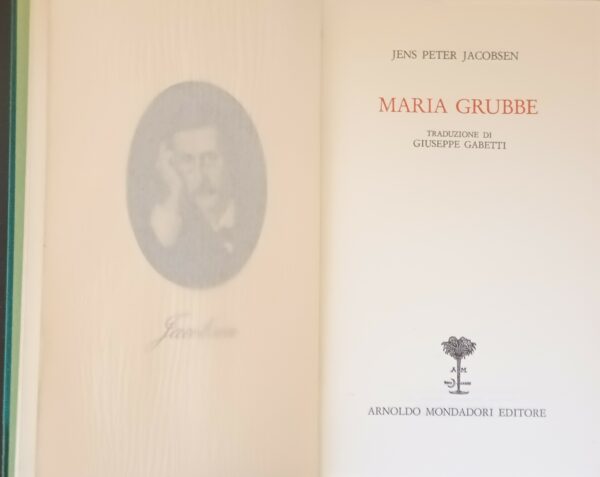 Jacobsen
JENS PETER JACOBSEN
MARIA GRUBBE
TRADUZIONE DI
GIUSEPPE GABETTI
A M
ARNOLDO MONDADORI EDITORE